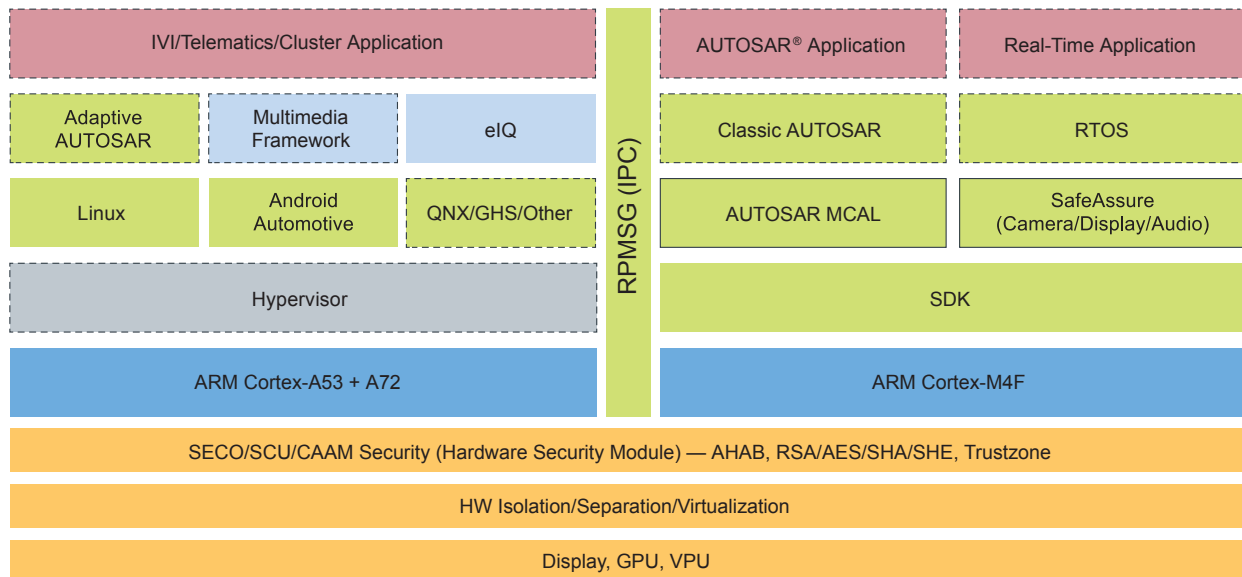 IVI/Telematics/Cluster Application
AUTOSAR® Application
Real-Time Application
Adaptive
AUTOSAR
Multimedia
Framework
eIQ
Classic AUTOSAR
RTOS
Linux
Android
Automotive
QNX/GHS/Other
AUTOSAR MCAL
SafeAssure
(Camera/Display/Audio)
Hypervisor
SDK
RPMSG (IPC)
ARM Cortex-A53 + A72
ARM Cortex-M4F
SECO/SCU/CAAM Security (Hardware Security Module) — AHAB, RSA/AES/SHA/SHE, Trustzone
HW Isolation/Separation/Virtualization
Display, GPU, VPU